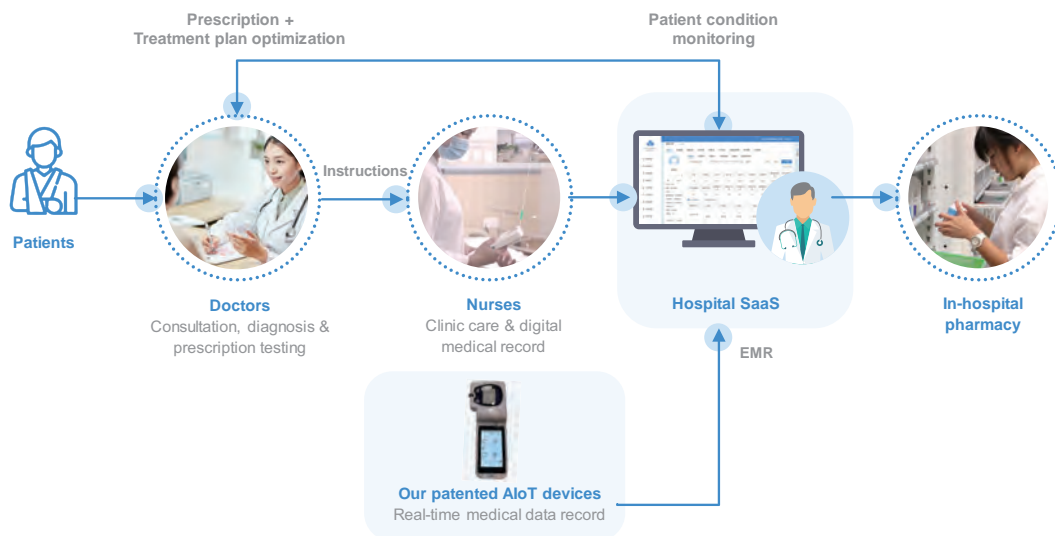 Prescription +
Treatment plan optimization
Patient condition
monitoring
Instructions
Patients
Doctors
Consultation, diagnosis &
prescription testing
Nurses
Clinic care & digital
medical record
Hospital SaaS
In-hospital
pharmacy
EMR
Our patented AIoT devices
Real-time medical data record